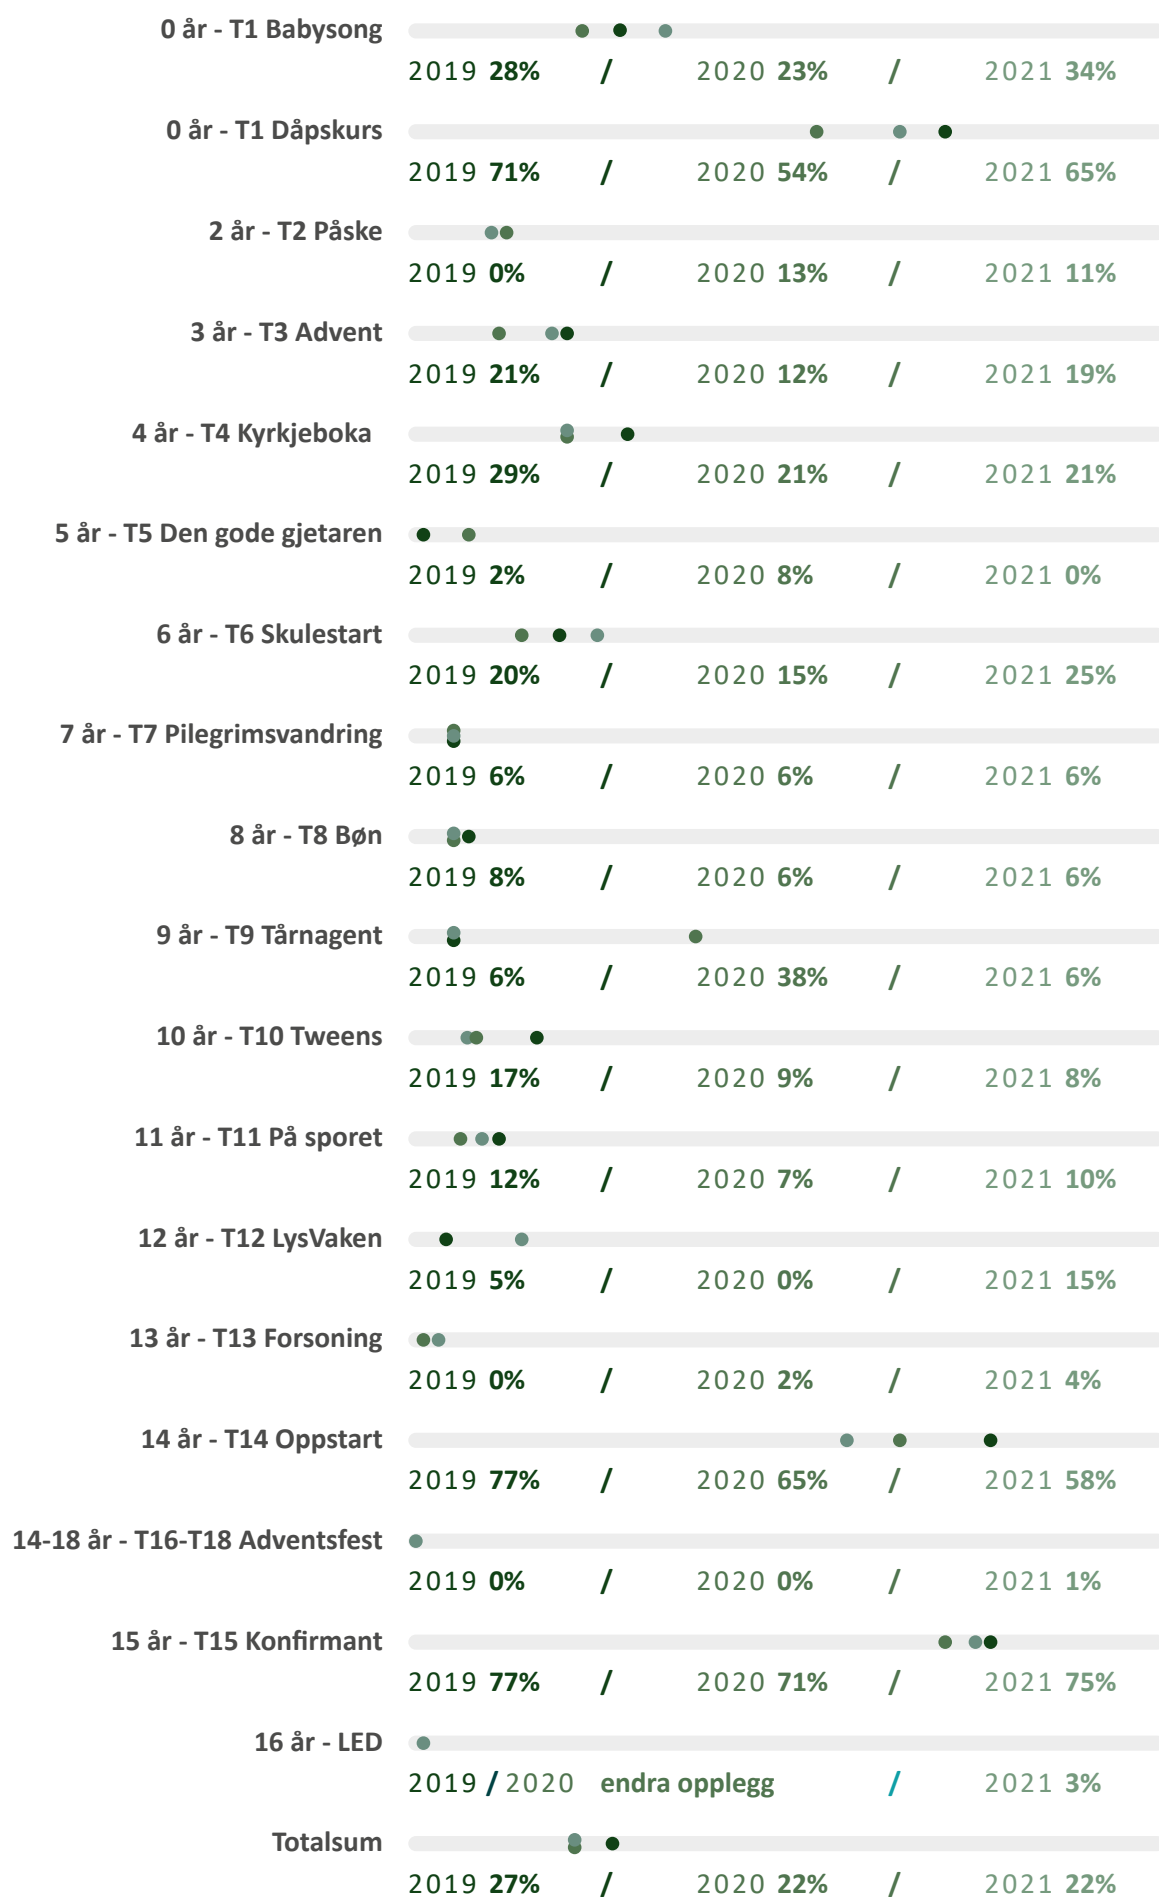 0 år - T1 Babysong
2019 28% / 2020 23% / 2021 34%
0 år - T1 Dåpskurs
2019 71% / 2020 54% / 2021 65%
2 år - T2 Påske
2019 0% / 2020 13% / 2021 11%
3 år - T3 Advent
2019 21% / 2020 12% / 2021 19%
4 år - T4 Kyrkjeboka
2019 29% / 2020 21% / 2021 21%
5 år - T5 Den gode gjetaren
2019 2% / 2020 8% / 2021 0%
6 år - T6 Skulestart
2019 20% / 2020 15% / 2021 25%
7 år - T7 Pilegrimsvandring
2019 6% / 2020 6% / 2021 6%
8 år - T8 Bøn
2019 8% / 2020 6% / 2021 6%
9 år - T9 Tårnagent
2019 6% / 2020 38% / 2021 6%
10 år - T10 Tweens
2019 17% / 2020 9% / 2021 8%
11 år - T11 På sporet
2019 12% / 2020 7% / 2021 10%
12 år - T12 LysVaken
2019 5% / 2020 0% / 2021 15%
13 år - T13 Forsoning
2019 0% / 2020 2% / 2021 4%
14 år - T14 Oppstart
2019 77% / 2020 65% / 2021 58%
14-18 år - T16-T18 Adventsfest
2019 0% / 2020 0% / 2021 1%
15 år - T15 Konfirmant
2019 77% / 2020 71% / 2021 75%
16 år - LED
2019 / 2020 endra opplegg / 2021 3%
Totalsum
2019 27% / 2020 22% / 2021 22%